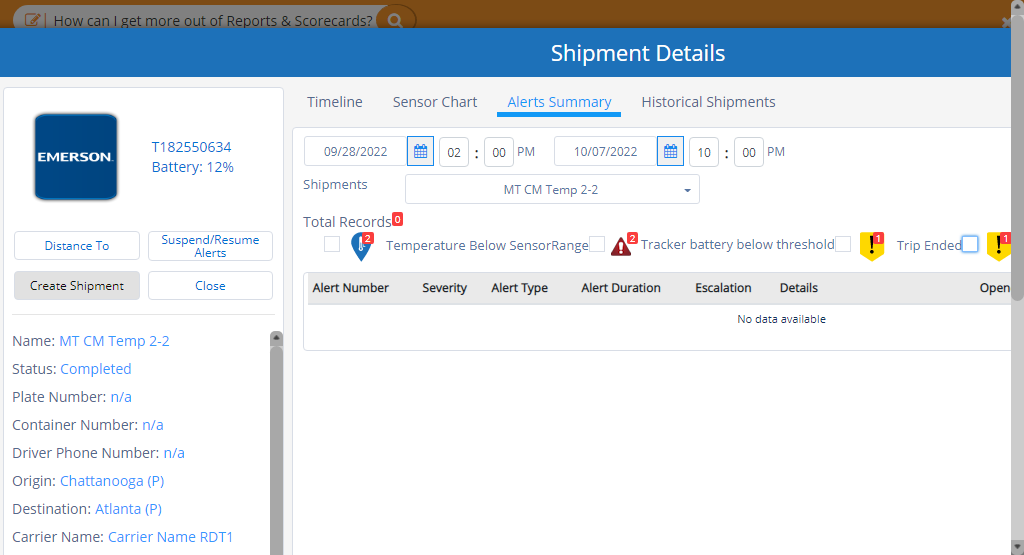 How can I get more out of Reports & Scorecards?
Shipment Details
EMERSON.
T182550634
Battery: 12%
Distance To
Suspend/Resume Alerts
Create Shipment
Close
Name: MT CM Temp 2-2
Status: Completed
Plate Number: n/a
Container Number: n/a
Driver Phone Number: n/a
Origin: Chattanooga (P)
Destination: Atlanta (P)
Carrier Name: Carrier Name RDT1
Timeline Sensor Chart Alerts Summary Historical Shipments
09/28/2022 02 : 00 PM 10/07/2022 10 : 00 PM
Shipments MT CM Temp 2-2
Total Records 0
2 Temperature Below SensorRange 2 Tracker battery below threshold 1 Trip Ended 1
Alert Number Severity Alert Type Alert Duration Escalation Details Open
No data available